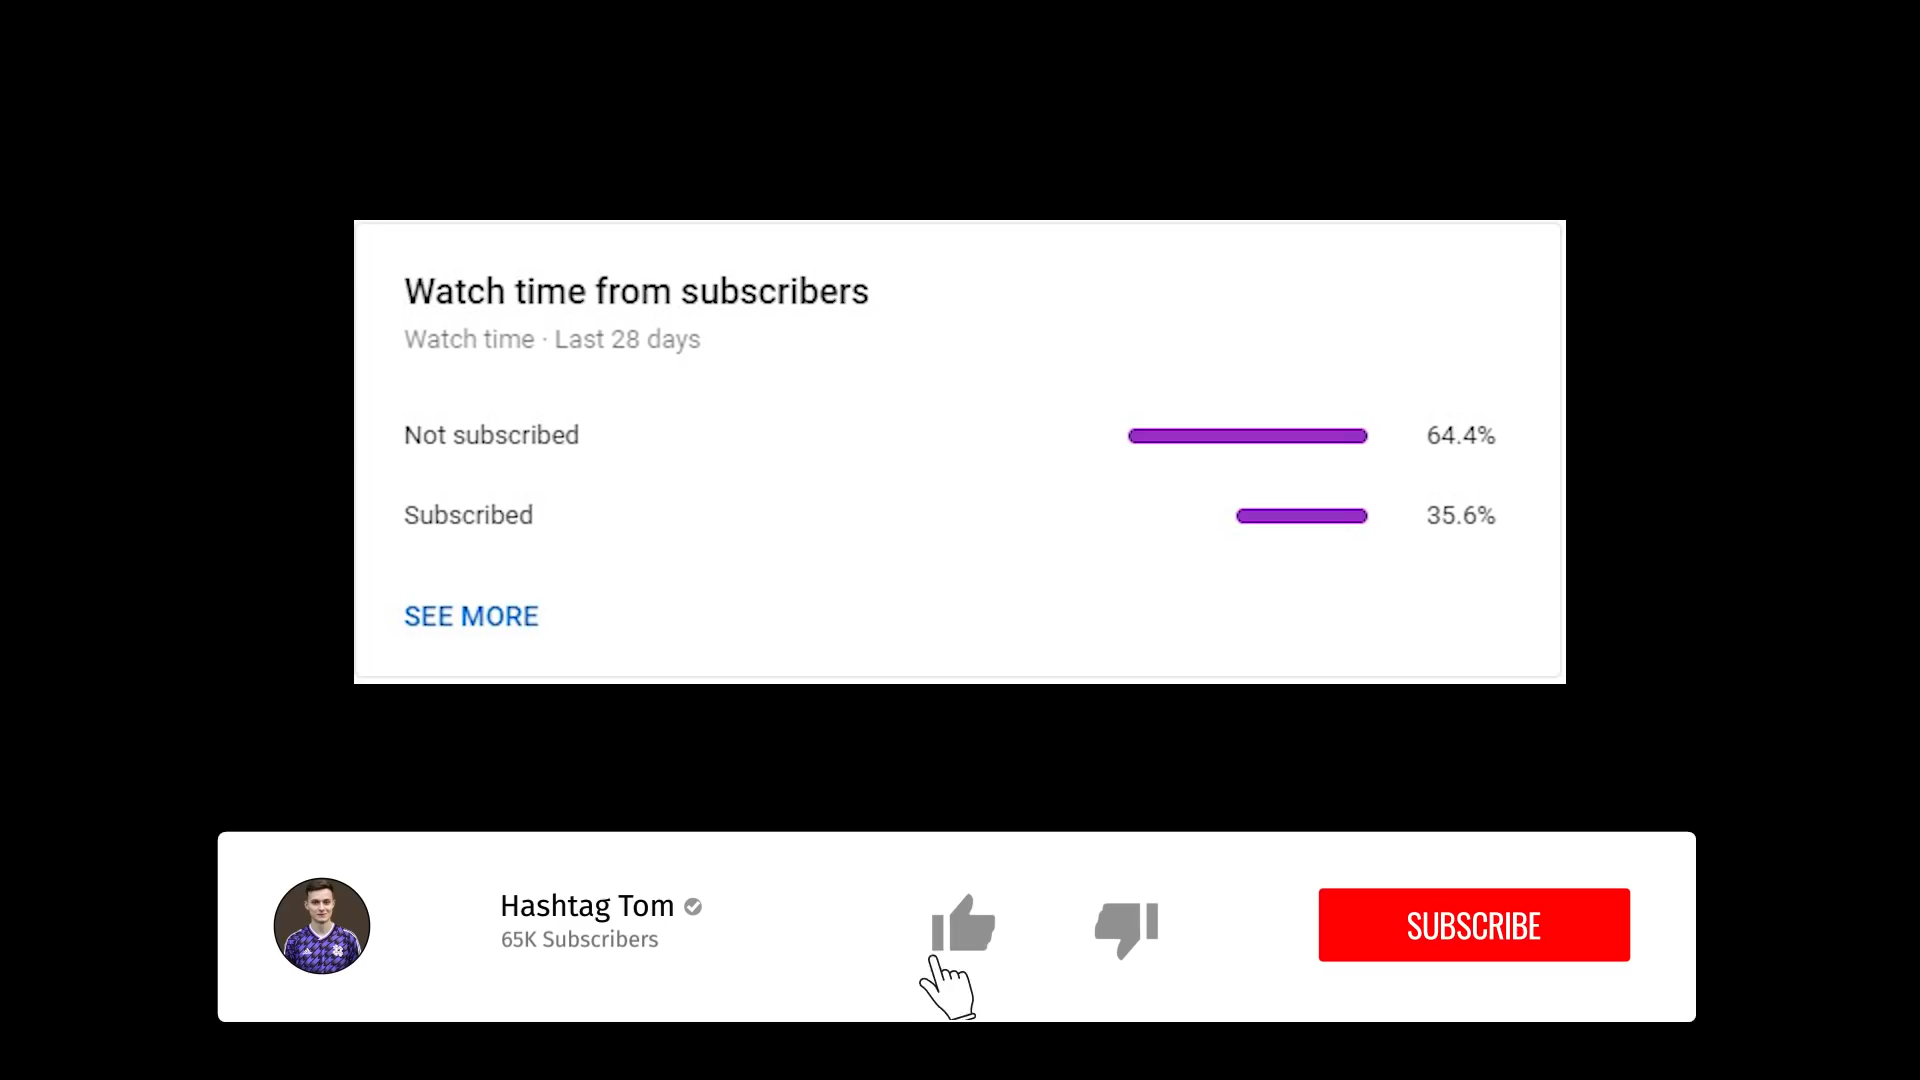 Watch time from subscribers
Watch time · Last 28 days
Not subscribed 64.4%
Subscribed 35.6%
SEE MORE
Hashtag Tom
65K Subscribers
SUBSCRIBE